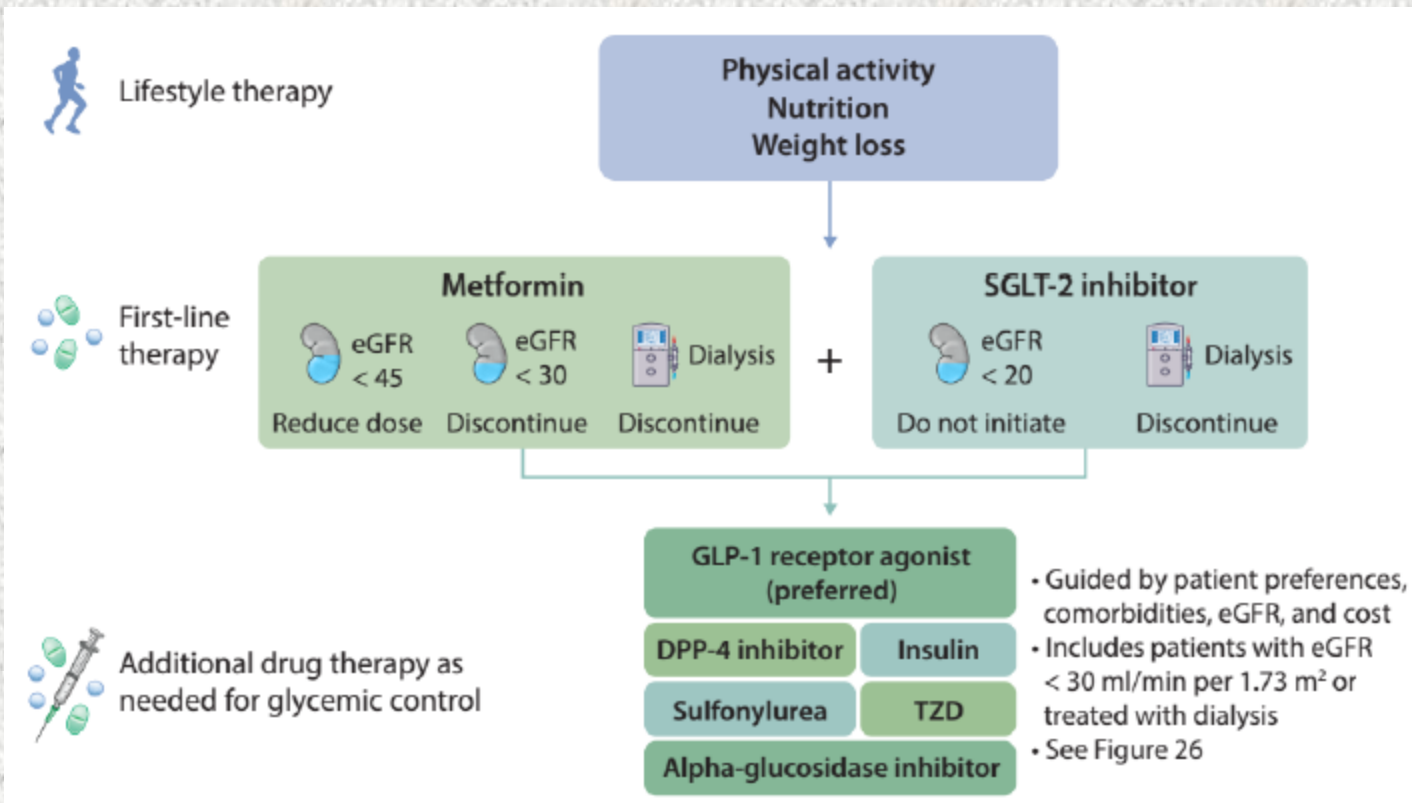 Lifestyle therapy
Physical activity
Nutrition
Weight loss
First-line
therapy
Metformin
eGFR
< 45
Reduce dose
eGFR
< 30
Discontinue
Dialysis
Discontinue
+
SGLT-2 inhibitor
eGFR
< 20
Do not initiate
Dialysis
Discontinue
Additional drug therapy as
needed for glycemic control
GLP-1 receptor agonist
(preferred)
DPP-4 inhibitor
Insulin
Sulfonylurea
TZD
Alpha-glucosidase inhibitor
• Guided by patient preferences,
comorbidities, eGFR, and cost
• Includes patients with eGFR
< 30 ml/min per 1.73 m² or
treated with dialysis
• See Figure 26